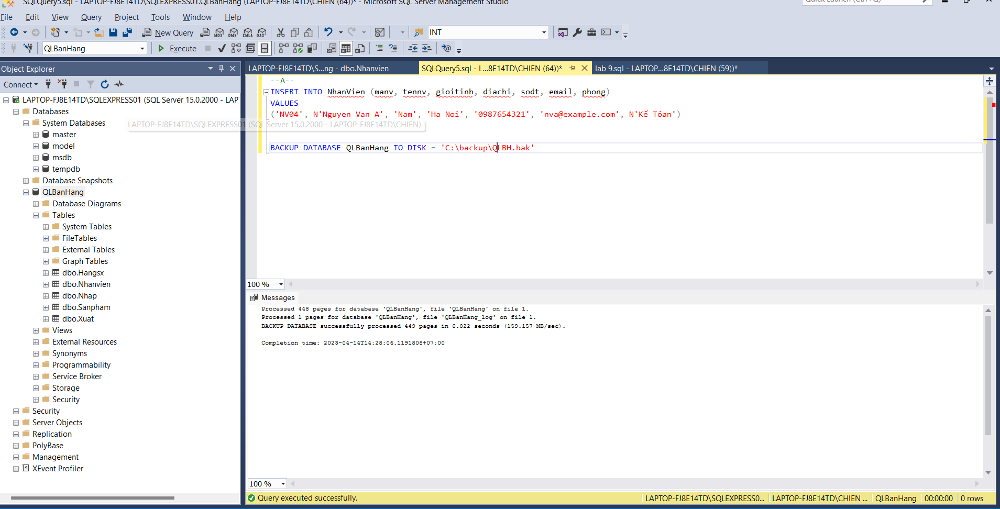 SQLQuery5.sql - LAPTOP-FJ8E14TD\SQLEXPRESS01.QLBanHang (LAPTOP-FJ8E14TD\CHIEN (64))* - Microsoft SQL Server Management Studio
Quick Launch (Ctrl+Q)
File Edit View Query Project Tools Window Help
New Query MDX DMX XMLA DAX INT
QLBanHang Execute
Object Explorer
Connect
LAPTOP-FJ8E14TD\SQLEXPRESS01 (SQL Server 15.0.2000 - LAP
Databases
System Databases
master
model
msdb
tempdb
Database Snapshots
QLBanHang
Database Diagrams
Tables
System Tables
FileTables
External Tables
Graph Tables
dbo.Hangsx
dbo.Nhanvien
dbo.Nhap
dbo.Sanpham
dbo.Xuat
Views
External Resources
Synonyms
Programmability
Service Broker
Storage
Security
Security
Server Objects
Replication
PolyBase
Management
XEvent Profiler
LAPTOP-FJ8E14TD\S...ng - dbo.Nhanvien
SQLQuery5.sql - L...8E14TD\CHIEN (64))*
lab 9.sql - LAPTOP...8E14TD\CHIEN (59))*
--A--
INSERT INTO NhanVien (manv, tennv, gioitinh, diachi, sodt, email, phong)
VALUES
('NV04', N'Nguyen Van A', 'Nam', 'Ha Noi', '0987654321', 'nva@example.com', N'Kế Tóan')
LAPTOP-FJ8E14TD\SQLEXPRESS01 (SQL Server 15.0.2000 - LAPTOP-FJ8E14TD\CHIEN)
BACKUP DATABASE QLBanHang TO DISK = 'C:\backup\QLBH.bak'
100 %
Messages
Processed 448 pages for database 'QLBanHang', file 'QLBanHang' on file 1.
Processed 1 pages for database 'QLBanHang', file 'QLBanHang_log' on file 1.
BACKUP DATABASE successfully processed 449 pages in 0.022 seconds (159.157 MB/sec).
Completion time: 2023-04-14T14:28:06.1191808+07:00
100 %
Query executed successfully.
LAPTOP-FJ8E14TD\SQLEXPRESS0... LAPTOP-FJ8E14TD\CHIEN ... QLBanHang 00:00:00 0 rows